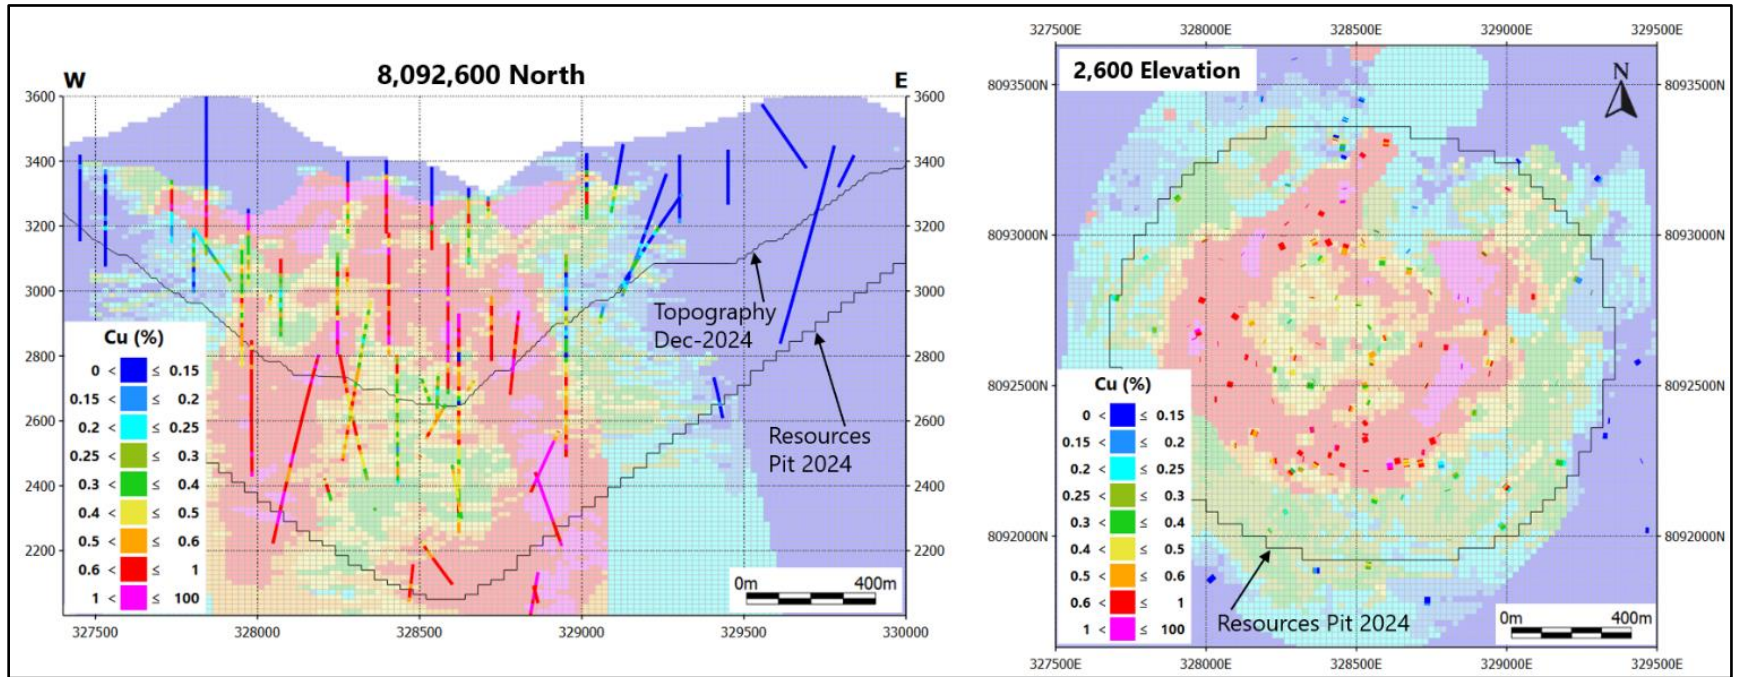 8,092,600 North
W
E
3600
3400
3200
3000
2800
2600
2400
2200
3600
3400
3200
3000
2800
2600
2400
2200
327500
328000
328500
329000
329500
330000
Topography
Dec-2024
Resources
Pit 2024
Cu (%)
0 < ≤ 0.15
0.15 < ≤ 0.2
0.2 < ≤ 0.25
0.25 < ≤ 0.3
0.3 < ≤ 0.4
0.4 < ≤ 0.5
0.5 < ≤ 0.6
0.6 < ≤ 1
1 < ≤ 100
0m 400m
327500E 328000E 328500E 329000E 329500E
2,600 Elevation
N
8093500N
8093000N
8092500N
8092000N
8093500N
8093000N
8092500N
8092000N
Cu (%)
0 < ≤ 0.15
0.15 < ≤ 0.2
0.2 < ≤ 0.25
0.25 < ≤ 0.3
0.3 < ≤ 0.4
0.4 < ≤ 0.5
0.5 < ≤ 0.6
0.6 < ≤ 1
1 < ≤ 100
Resources Pit 2024
0m 400m
327500E 328000E 328500E 329000E 329500E